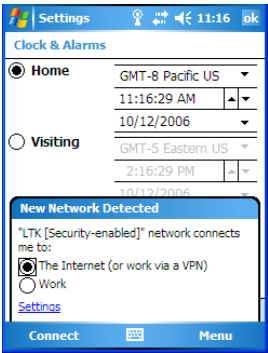 Settings 11:16 ok
Clock & Alarms
Home GMT-8 Pacific US
11:16:29 AM
10/12/2006
Visiting GMT-5 Eastern US
2:16:29 PM
10/12/2006
New Network Detected
"LTK [Security-enabled]" network connects
me to:
The Internet (or work via a VPN)
Work
Settings
Connect Menu